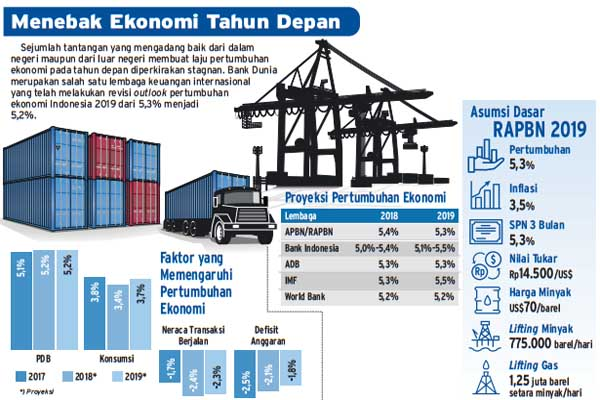 Menebak Ekonomi Tahun Depan
Sejumlah tantangan yang mengadang baik dari dalam
negeri maupun dari luar negeri membuat laju pertumbuhan
ekonomi pada tahun depan diperkirakan stagnan. Bank Dunia
merupakan salah satu lembaga keuangan internasional
yang telah melakukan revisi outlook pertumbuhan
ekonomi Indonesia 2019 dari 5,3% menjadi
5,2%.
Asumsi Dasar
RAPBN 2019
Pertumbuhan
5,3%
Inflasi
3,5%
SPN 3 Bulan
5,3%
Nilai Tukar
Rp14.500/US$
Harga Minyak
US$70/barel
Lifting Minyak
775.000 barel/hari
Lifting Gas
1,25 juta barel
setara minyak/hari
Proyeksi Pertumbuhan Ekonomi
Lembaga 2018 2019
APBN/RAPBN 5,4% 5,3%
Bank Indonesia 5,0%-5,4% 5,1%-5,5%
ADB 5,3% 5,3%
IMF 5,3% 5,5%
World Bank 5,2% 5,2%
5,1% 5,2% 5,2%
3,8% 3,4% 3,7%
PDB Konsumsi
2017 2018* 2019*
*) Proyeksi
Faktor yang
Memengaruhi
Pertumbuhan
Ekonomi
Neraca Transaksi
Berjalan
-1,7% -2,4% -2,3%
Defisit
Anggaran
-2,5% -2,1% -1,8%